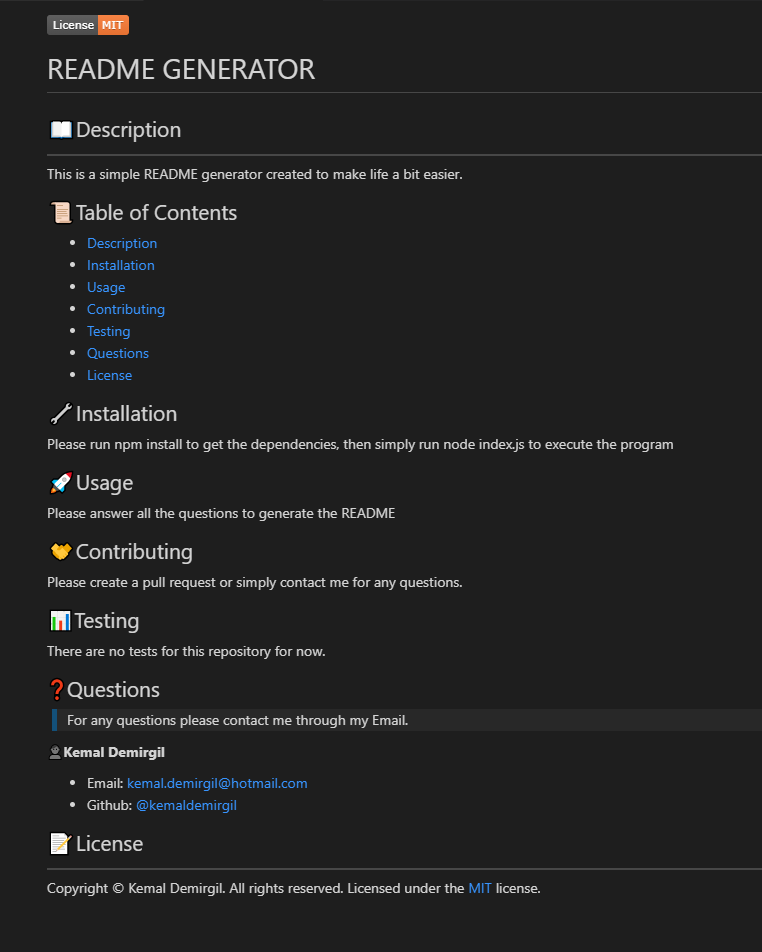 License MIT
README GENERATOR
Description
This is a simple README generator created to make life a bit easier.
Table of Contents
Description
Installation
Usage
Contributing
Testing
Questions
License
Installation
Please run npm install to get the dependencies, then simply run node index.js to execute the program
Usage
Please answer all the questions to generate the README
Contributing
Please create a pull request or simply contact me for any questions.
Testing
There are no tests for this repository for now.
Questions
For any questions please contact me through my Email.
Kemal Demirgil
Email: kemal.demirgil@hotmail.com
Github: @kemaldemirgil
License
Copyright © Kemal Demirgil. All rights reserved. Licensed under the MIT license.